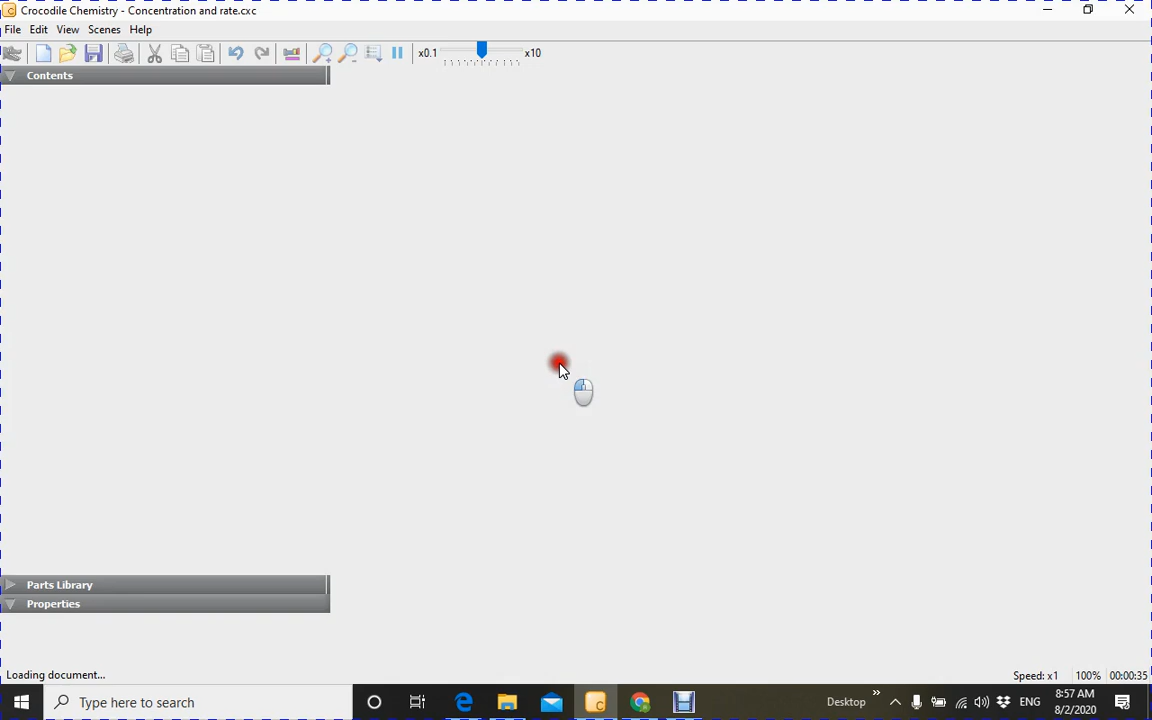 Crocodile Chemistry - Concentration and rate.cxc
File Edit View Scenes Help
x0.1 x10
Contents
Parts Library
Properties
Loading document...
Speed: x1 100% 00:00:35
Type here to search
Desktop
ENG
8:57 AM
8/2/2020